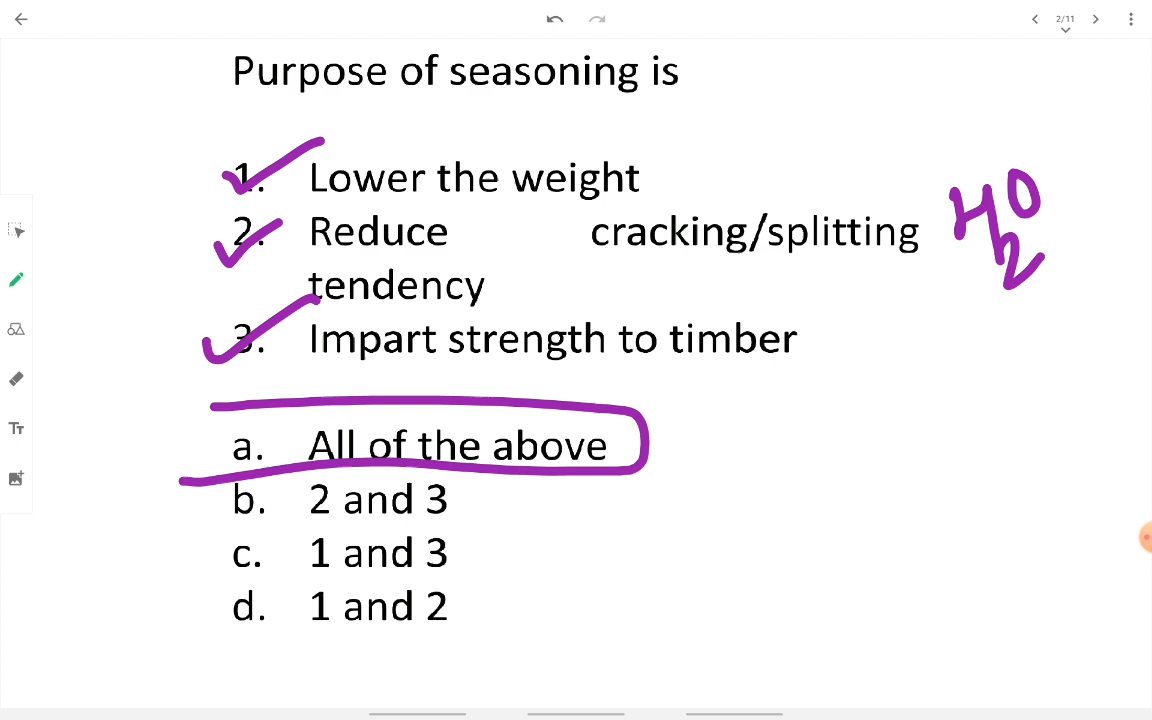 2/11
Purpose of seasoning is
1. Lower the weight
2. Reduce cracking/splitting H2O
tendency
3. Impart strength to timber
a. All of the above
b. 2 and 3
c. 1 and 3
d. 1 and 2
Tт